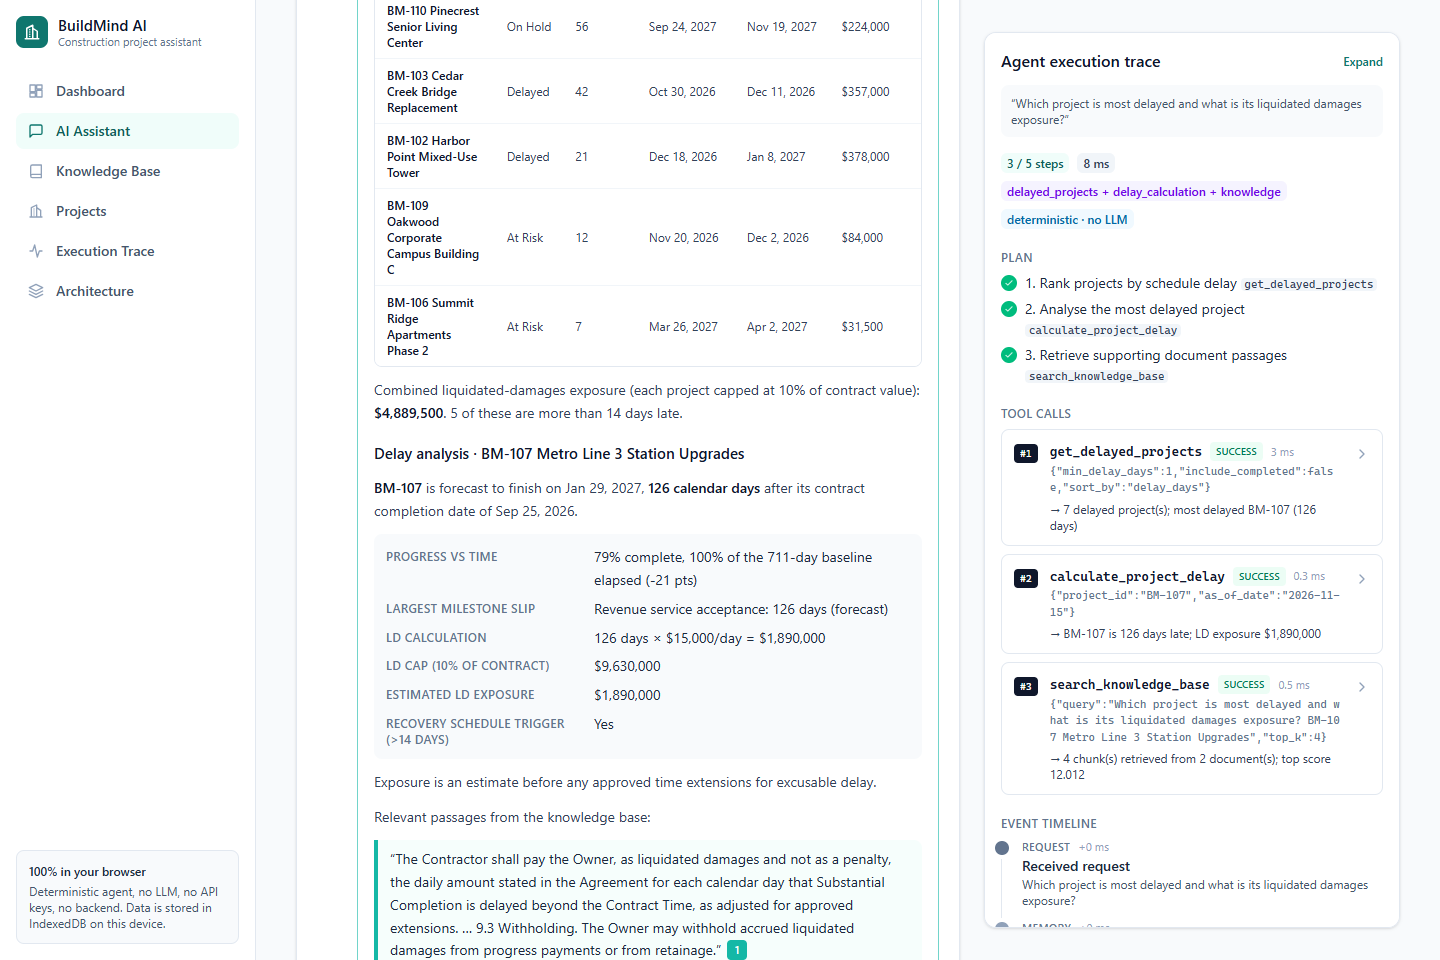 BuildMind AI
Construction project assistant
Dashboard
AI Assistant
Knowledge Base
Projects
Execution Trace
Architecture
100% in your browser
Deterministic agent, no LLM, no API
keys, no backend. Data is stored in
IndexedDB on this device.
BM-110 Pinecrest
Senior Living
Center
On Hold 56 Sep 24, 2027 Nov 19, 2027 $224,000
BM-103 Cedar
Creek Bridge
Replacement
Delayed 42 Oct 30, 2026 Dec 11, 2026 $357,000
BM-102 Harbor
Point Mixed-Use
Tower
Delayed 21 Dec 18, 2026 Jan 8, 2027 $378,000
BM-109
Oakwood
Corporate
Campus Building
C
At Risk 12 Nov 20, 2026 Dec 2, 2026 $84,000
BM-106 Summit
Ridge
Apartments
Phase 2
At Risk 7 Mar 26, 2027 Apr 2, 2027 $31,500
Combined liquidated-damages exposure (each project capped at 10% of contract value):
$4,889,500. 5 of these are more than 14 days late.
Delay analysis · BM-107 Metro Line 3 Station Upgrades
BM-107 is forecast to finish on Jan 29, 2027, 126 calendar days after its contract
completion date of Sep 25, 2026.
PROGRESS VS TIME 79% complete, 100% of the 711-day baseline
elapsed (-21 pts)
LARGEST MILESTONE SLIP Revenue service acceptance: 126 days (forecast)
LD CALCULATION 126 days × $15,000/day = $1,890,000
LD CAP (10% OF CONTRACT) $9,630,000
ESTIMATED LD EXPOSURE $1,890,000
RECOVERY SCHEDULE TRIGGER
(>14 DAYS)
Yes
Exposure is an estimate before any approved time extensions for excusable delay.
Relevant passages from the knowledge base:
“The Contractor shall pay the Owner, as liquidated damages and not as a penalty,
the daily amount stated in the Agreement for each calendar day that Substantial
Completion is delayed beyond the Contract Time, as adjusted for approved
extensions. … 9.3 Withholding. The Owner may withhold accrued liquidated
damages from progress payments or from retainage.” 1
Agent execution trace
Expand
“Which project is most delayed and what is its liquidated damages
exposure?”
3 / 5 steps 8 ms
delayed_projects + delay_calculation + knowledge
deterministic · no LLM
PLAN
1. Rank projects by schedule delay get_delayed_projects
2. Analyse the most delayed project
calculate_project_delay
3. Retrieve supporting document passages
search_knowledge_base
TOOL CALLS
#1 get_delayed_projects SUCCESS 3 ms
{"min_delay_days":1,"include_completed":fals
e,"sort_by":"delay_days"}
→ 7 delayed project(s); most delayed BM-107 (126
days)
#2 calculate_project_delay SUCCESS 0.3 ms
{"project_id":"BM-107","as_of_date":"2026-11-
15"}
→ BM-107 is 126 days late; LD exposure $1,890,000
#3 search_knowledge_base SUCCESS 0.5 ms
{"query":"Which project is most delayed and w
hat is its liquidated damages exposure? BM-10
7 Metro Line 3 Station Upgrades","top_k":4}
→ 4 chunk(s) retrieved from 2 document(s); top score
12.012
EVENT TIMELINE
REQUEST +0 ms
Received request
Which project is most delayed and what is its liquidated damages
exposure?
MEMORY +0 ms